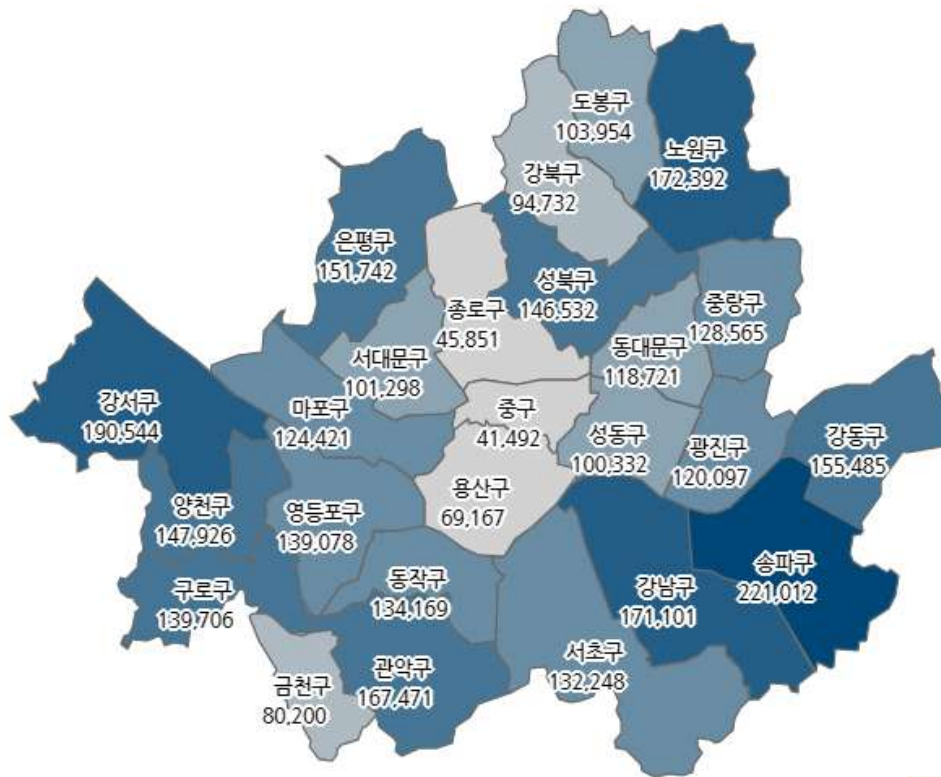 도봉구
103,954
노원구
172,392
강북구
94,732
은평구
151,742
성북구
146,532
중랑구
128,565
종로구
45,851
동대문구
118,721
서대문구
101,298
강서구
190,544
마포구
124,421
중구
41,492
성동구
100,332
광진구
120,097
강동구
155,485
용산구
69,167
양천구
147,926
영등포구
139,078
송파구
221,012
구로구
139,706
동작구
134,169
강남구
171,101
서초구
132,248
관악구
167,471
금천구
80,200